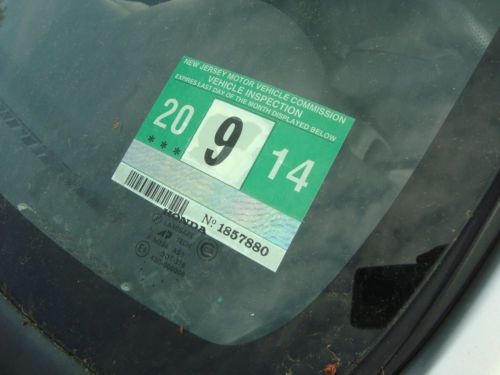 NEW JERSEY MOTOR VEHICLE COMMISSION
VEHICLE INSPECTION
EXPIRES LAST DAY OF THE MONTH DISPLAYED BELOW
20 9 14
***
No 1857880
HONDA